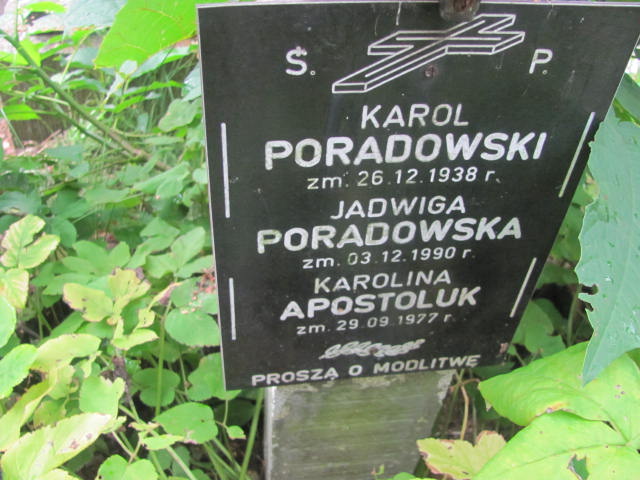 Ś. P.
KAROL
PORADOWSKI
zm. 26.12.1938 r.
JADWIGA
PORADOWSKA
zm. 03.12.1990 r.
KAROLINA
APOSTOLUK
zm. 29.09.1977 r.
PROSZĄ O MODLITWĘ